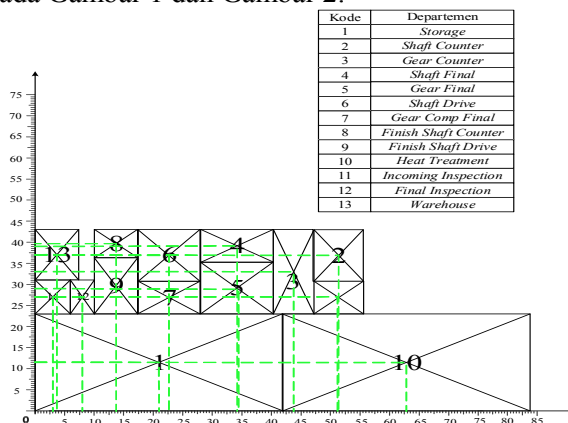 ada Gambar 1 dan Gambar 2.
Kode Departemen
1 Storage
2 Shaft Counter
3 Gear Counter
4 Shaft Final
5 Gear Final
6 Shaft Drive
7 Gear Comp Final
8 Finish Shaft Counter
9 Finish Shaft Drive
10 Heat Treatment
11 Incoming Inspection
12 Final Inspection
13 Warehouse
75
70
65
60
55
50
45
40
35
30
25
20
15
10
5
0
13 8 6 4 2
9 7 5 3
1 10
5 10 15 20 25 30 35 40 45 50 55 60 65 70 75 80 85